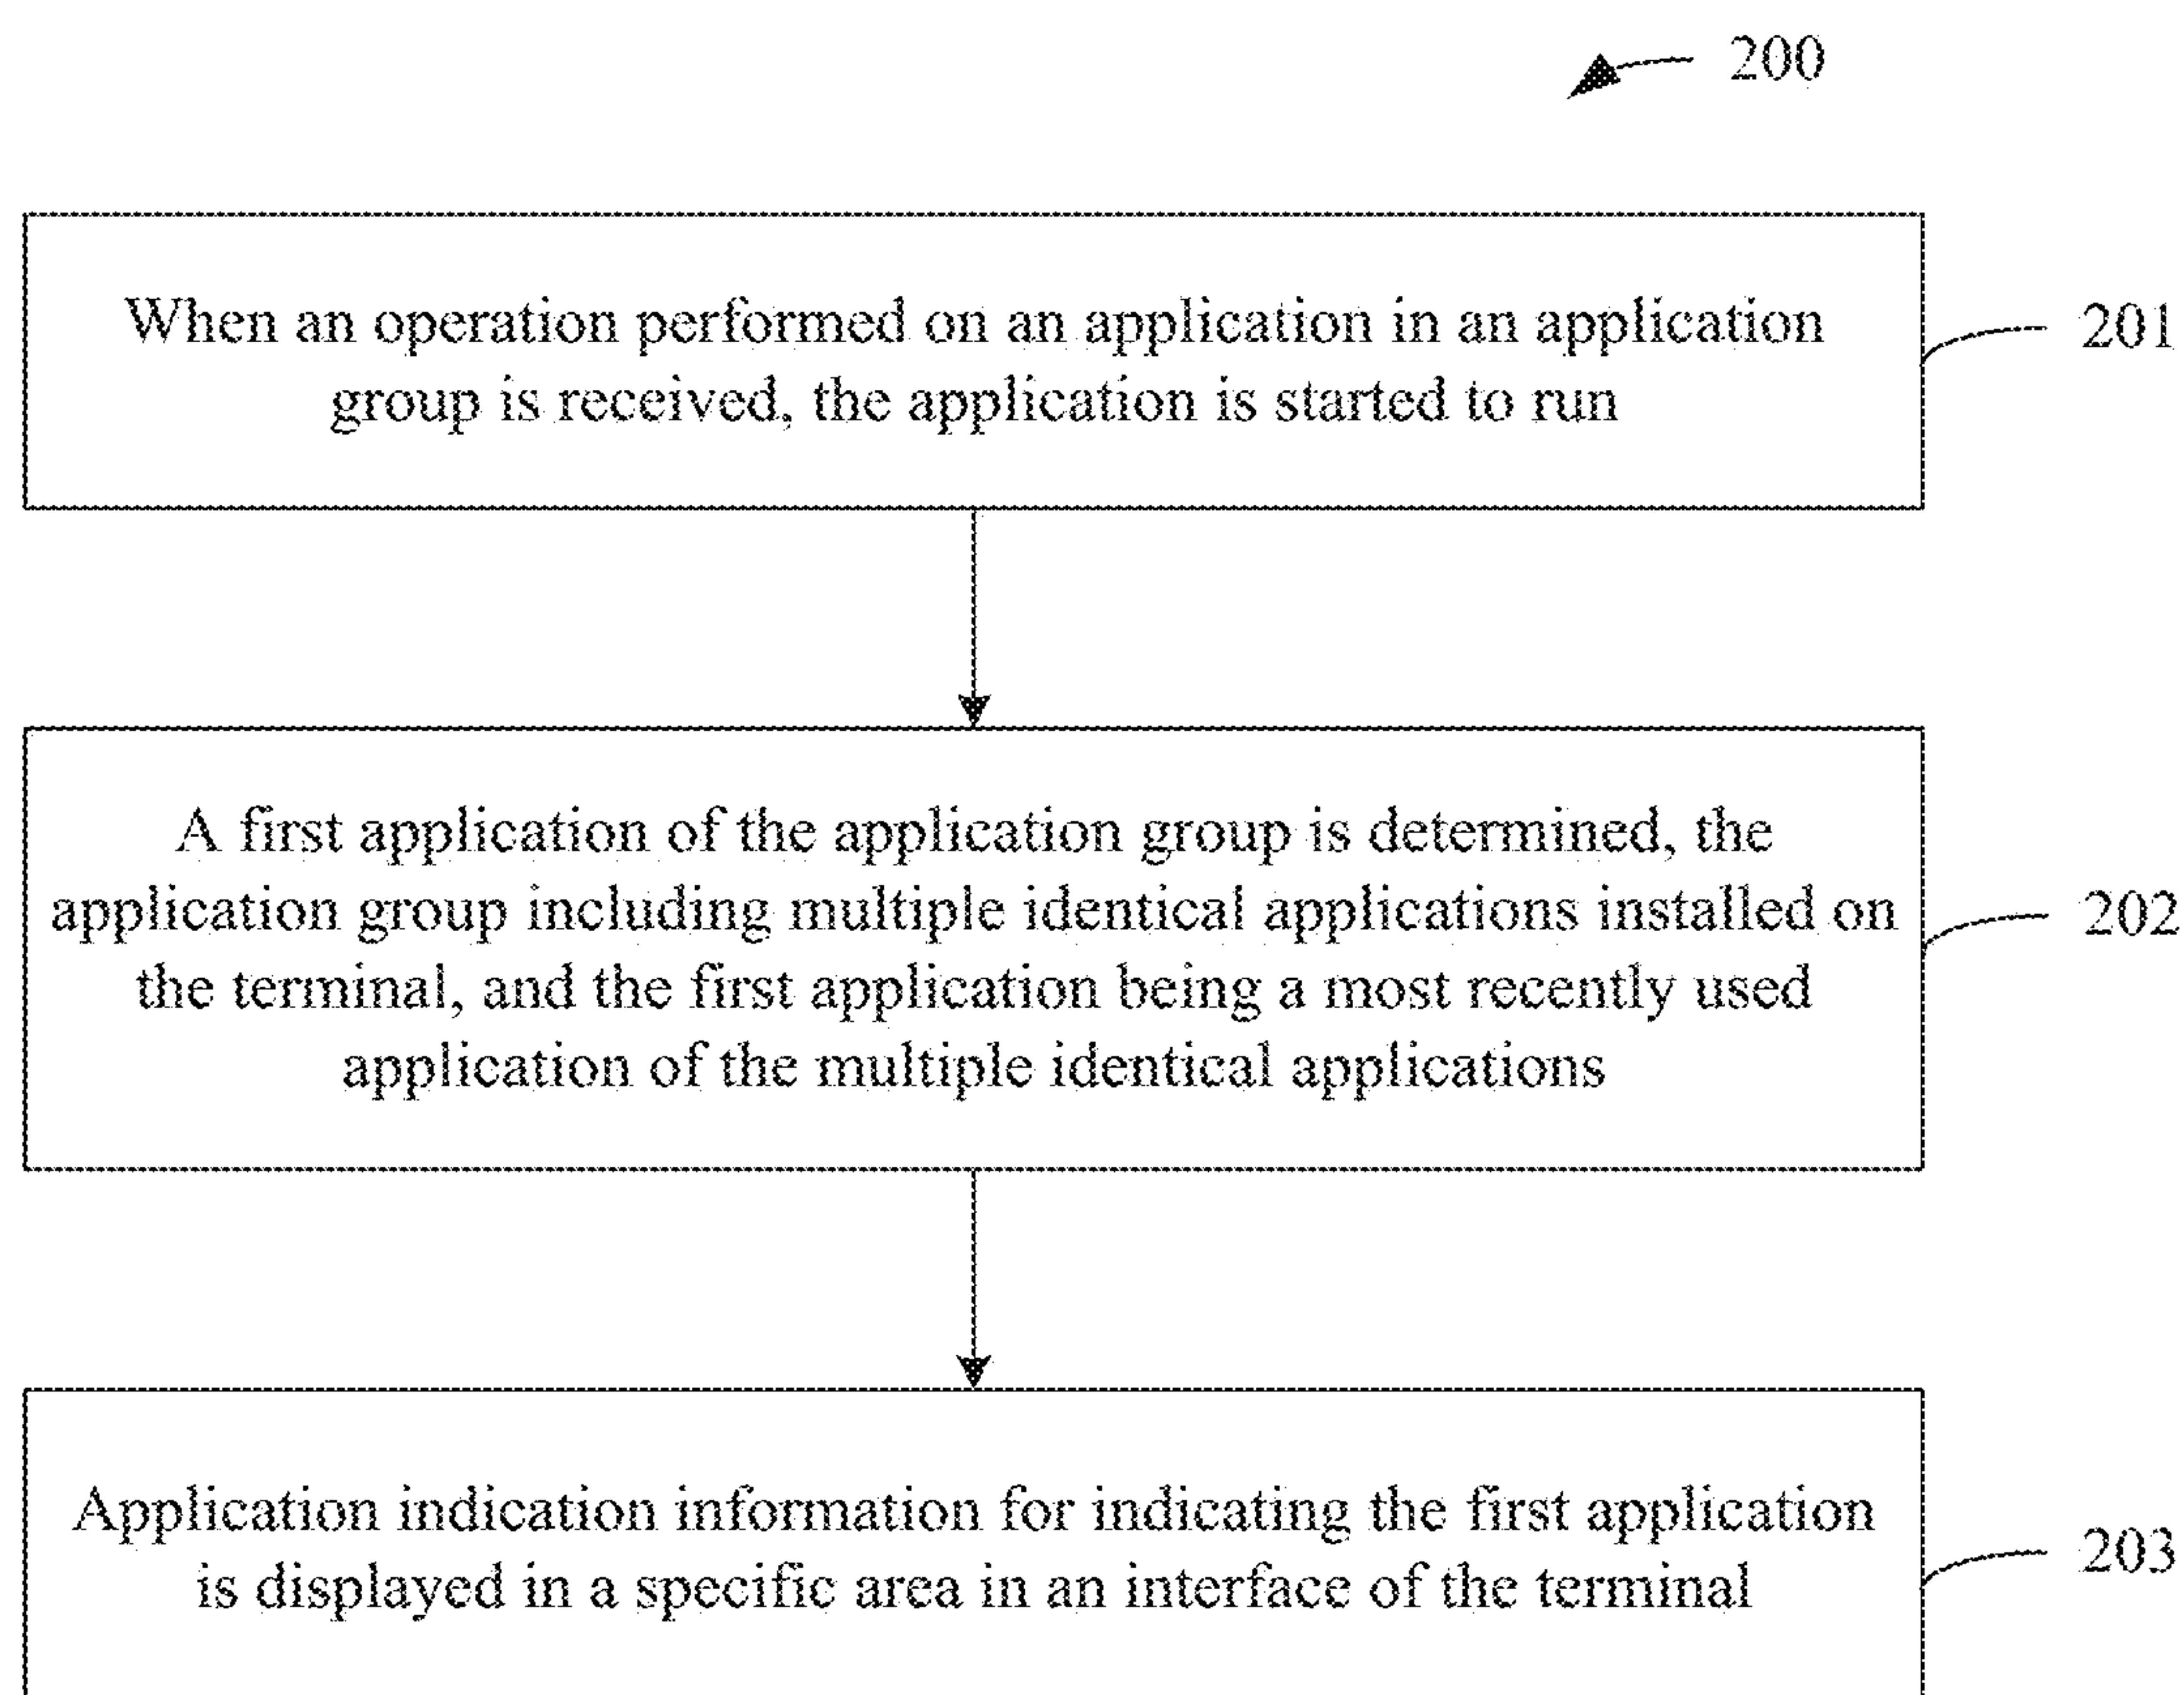 200
When an operation performed on an application in an application
group is received, the application is started to run
201
A first application of the application group is determined, the
application group including multiple identical applications installed on
the terminal, and the first application being a most recently used
application of the multiple identical applications
202
Application indication information for indicating the first application
is displayed in a specific area in an interface of the terminal
203